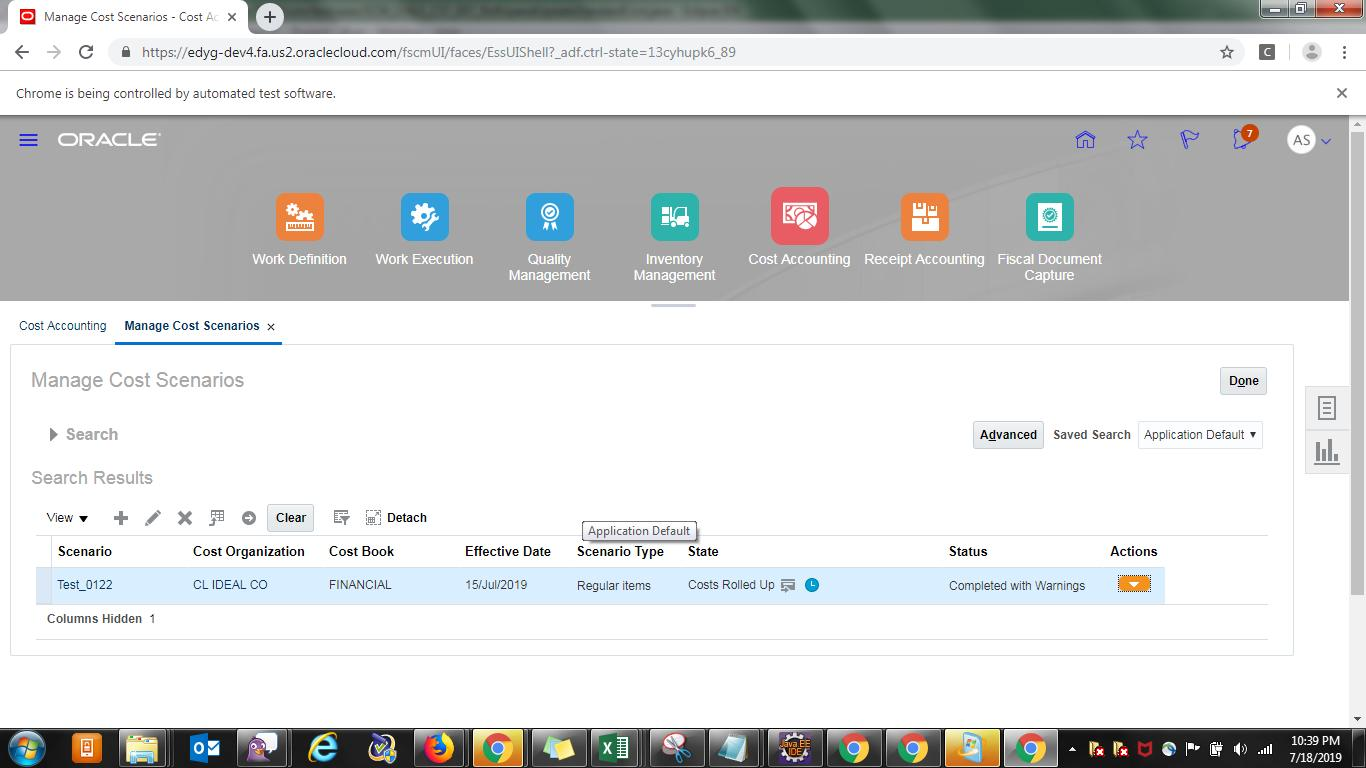 Manage Cost Scenarios - Cost Ac
https://edyg-dev4.fa.us2.oraclecloud.com/fscmUI/faces/EssUIShell?_adf.ctrl-state=13cyhupk6_89
C
Chrome is being controlled by automated test software.
ORACLE
7
AS
Work Definition
Work Execution
Quality
Management
Inventory
Management
Cost Accounting
Receipt Accounting
Fiscal Document
Capture
Cost Accounting
Manage Cost Scenarios
Manage Cost Scenarios
Done
Search
Advanced
Saved Search
Application Default
Search Results
View
Clear
Detach
Application Default
Scenario Cost Organization Cost Book Effective Date Scenario Type State Status Actions
Test_0122 CL IDEAL CO FINANCIAL 15/Jul/2019 Regular items Costs Rolled Up Completed with Warnings
Columns Hidden 1
Java EE
IDE
10:39 PM
7/18/2019